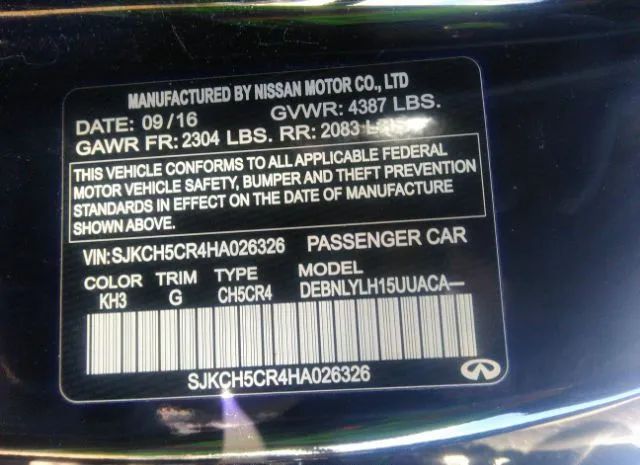 MANUFACTURED BY NISSAN MOTOR CO., LTD
DATE: 09/16 GVWR: 4387 LBS.
GAWR FR: 2304 LBS. RR: 2083
THIS VEHICLE CONFORMS TO ALL APPLICABLE FEDERAL
MOTOR VEHICLE SAFETY, BUMPER AND THEFT PREVENTION
STANDARDS IN EFFECT ON THE DATE OF MANUFACTURE
SHOWN ABOVE.
VIN: SJKCH5CR4HA026326 PASSENGER CAR
COLOR TRIM TYPE MODEL
KH3 G CH5CR4 DEBNLYLH15UUACA—
SJKCH5CR4HA026326